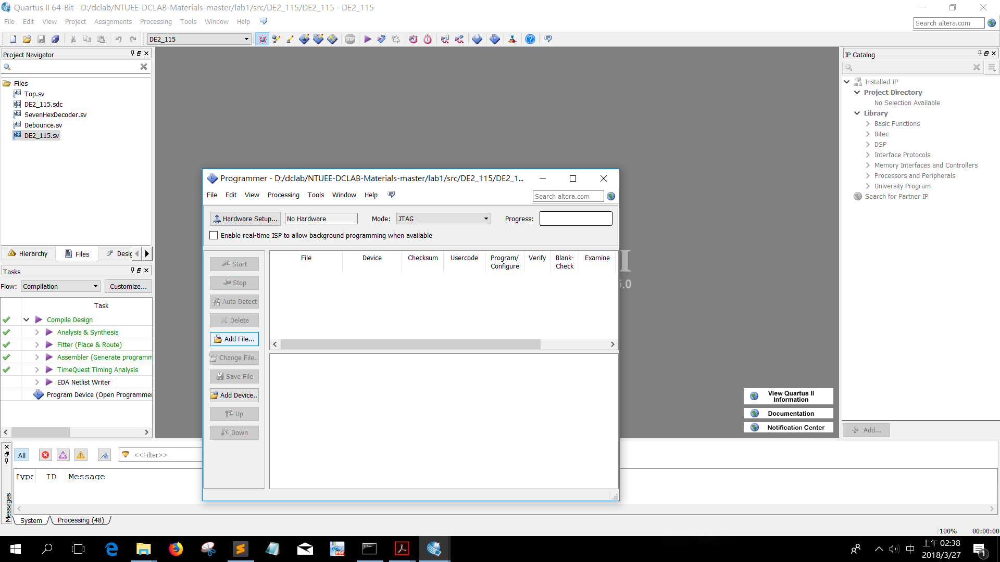 Quartus II 64-Bit - D:/dclab/NTUEE-DCLAB-Materials-master/lab1/src/DE2_115/DE2_115 - DE2_115
File Edit View Project Assignments Processing Tools Window Help
Search altera.com
DE2_115
STOP
Project Navigator
Files
Top.sv
DE2_115.sdc
SevenHexDecoder.sv
Debounce.sv
DE2_115.sv
Hierarchy
Files
Desig
Tasks
Flow: Compilation
Customize...
Task
Compile Design
Analysis & Synthesis
Fitter (Place & Route)
Assembler (Generate programm
TimeQuest Timing Analysis
EDA Netlist Writer
Program Device (Open Programmer
Programmer - D:/dclab/NTUEE-DCLAB-Materials-master/lab1/src/DE2_115/DE2_1...
File Edit View Processing Tools Window Help
Search altera.com
Hardware Setup...
No Hardware
Mode: JTAG
Progress:
Enable real-time ISP to allow background programming when available
Start
Stop
Auto Detect
Delete
Add File...
Change File..
Save File
Add Device..
Up
Down
File Device Checksum Usercode Program/ Configure Verify Blank- Check Examine
I
5.0
View Quartus II
Information
Documentation
Notification Center
IP Catalog
Installed IP
Project Directory
No Selection Available
Library
Basic Functions
Bitec
DSP
Interface Protocols
Memory Interfaces and Controllers
Processors and Peripherals
University Program
Search for Partner IP
Add...
All
<<Filter>>
Type ID Message
Messages
System
Processing (48)
100% 00:00:00
PDF
中
上午 02:38
2018/3/27
1